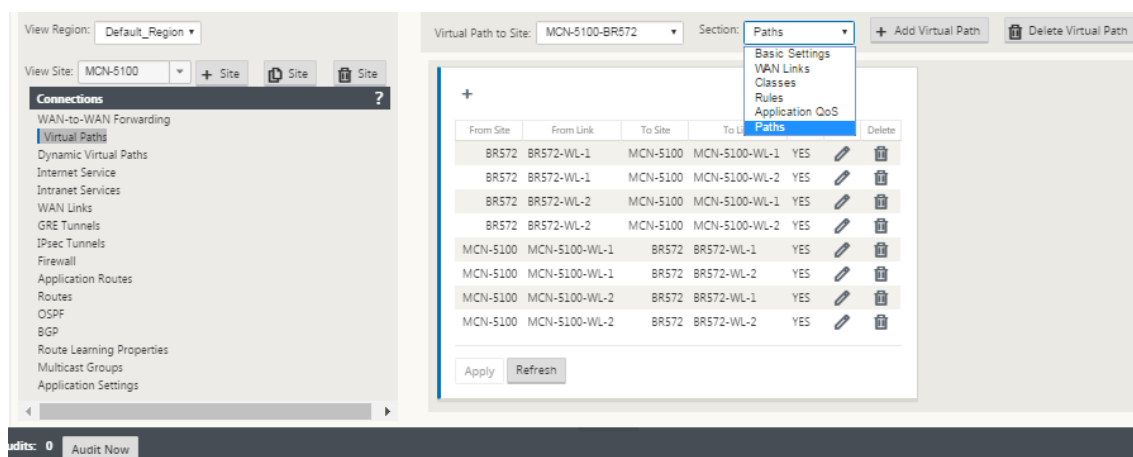 View Region: Default_Region
Virtual Path to Site: MCN-5100-BR572 Section: Paths + Add Virtual Path Delete Virtual Path
Basic Settings
WAN Links
Classes
Rules
Application QoS
Paths
View Site: MCN-5100 + Site Site Site
Connections ?
WAN-to-WAN Forwarding
Virtual Paths
Dynamic Virtual Paths
Internet Service
Intranet Services
WAN Links
GRE Tunnels
IPsec Tunnels
Firewall
Application Routes
Routes
OSPF
BGP
Route Learning Properties
Multicast Groups
Application Settings
+
From Site From Link To Site Delete
BR572 BR572-WL-1 MCN-5100 MCN-5100-WL-1 YES
BR572 BR572-WL-1 MCN-5100 MCN-5100-WL-2 YES
BR572 BR572-WL-2 MCN-5100 MCN-5100-WL-1 YES
BR572 BR572-WL-2 MCN-5100 MCN-5100-WL-2 YES
MCN-5100 MCN-5100-WL-1 BR572 BR572-WL-1 YES
MCN-5100 MCN-5100-WL-1 BR572 BR572-WL-2 YES
MCN-5100 MCN-5100-WL-2 BR572 BR572-WL-1 YES
MCN-5100 MCN-5100-WL-2 BR572 BR572-WL-2 YES
Apply Refresh
udits: 0 Audit Now